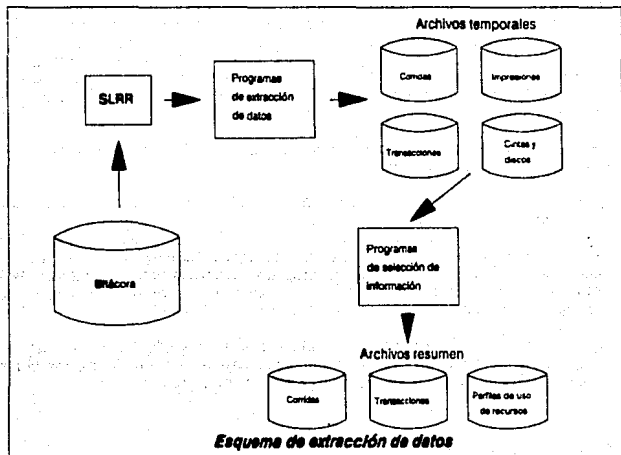 Archivos temporales
SLRR
Programas
de extracción
de datos
Corridas
Impresiones
Transacciones
Cintas y
discos
Bitácora
Programas
de selección de
información
Archivos resumen
Corridas
Transacciones
Perfiles de uso
de recursos
Esquema de extracción de datos